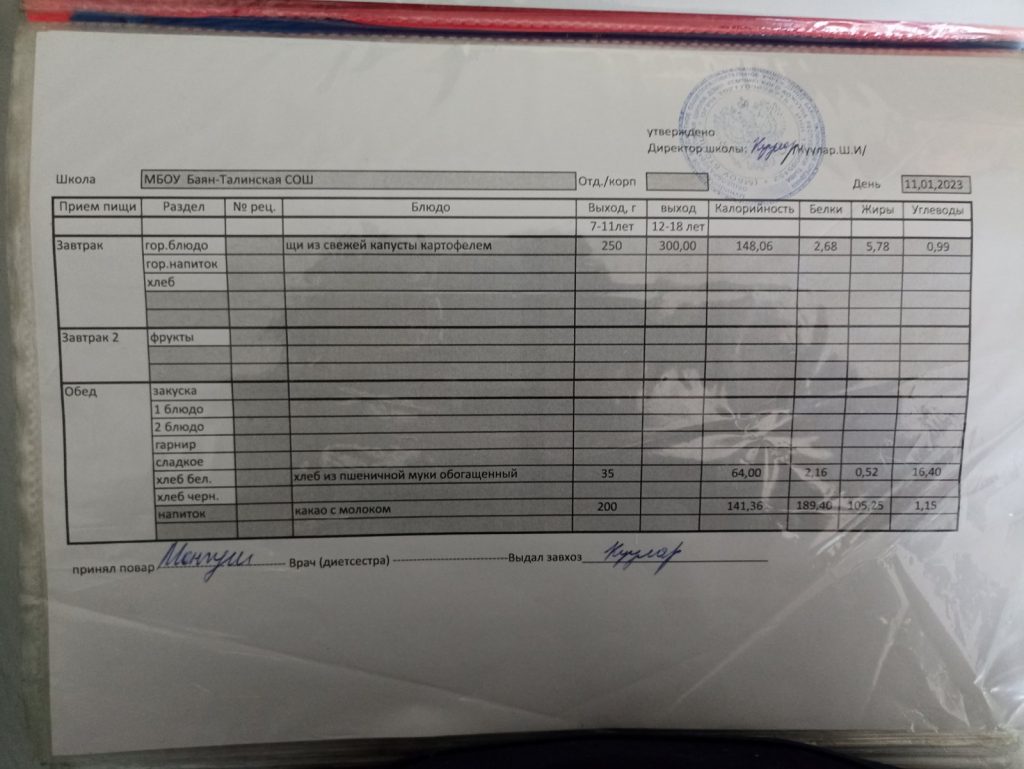 утверждено
Директор школы: Куулар /Куулар.Ш.И/
Школа МБОУ Баян-Талинская СОШ Отд./корп День 11,01,2023
Прием пищи Раздел № рец. Блюдо Выход, г выход Калорийность Белки Жиры Углеводы
7-11лет 12-18 лет
Завтрак гор.блюдо щи из свежей капусты картофелем 250 300,00 148,06 2,68 5,78 0,99
гор.напиток
хлеб
Завтрак 2 фрукты
Обед закуска
1 блюдо
2 блюдо
гарнир
сладкое
хлеб бел. хлеб из пшеничной муки обогащенный 35 64,00 2,16 0,52 16,40
хлеб черн.
напиток какао с молоком 200 141,36 189,40 105,25 1,15
принял повар Монгуш Врач (диетсестра) Выдал завхоз Куулар